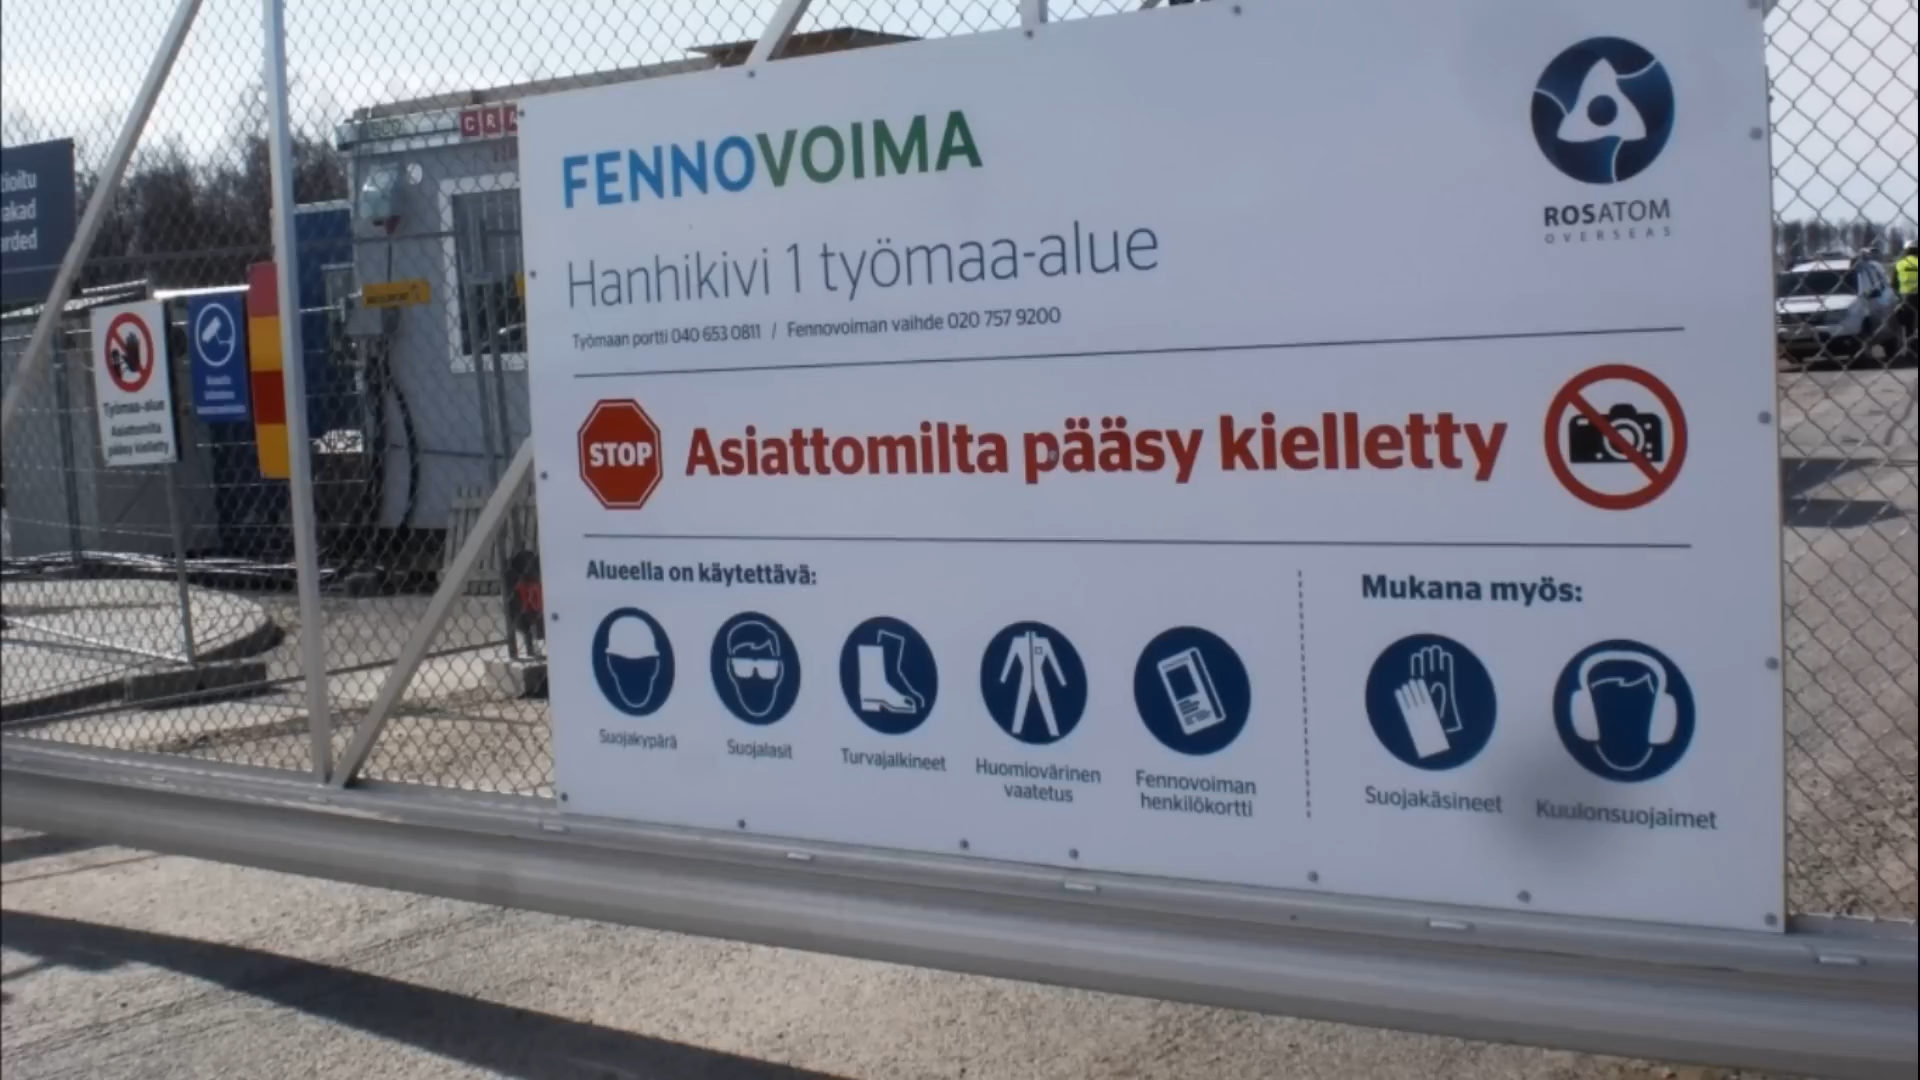 FENNOVOIMA
ROSATOM
OVERSEAS
Hanhikivi 1 työmaa-alue
Työmaan portti 040 653 0811 / Fennovoiman vaihde 020 757 9200
STOP
Asiattomilta pääsy kielletty
Alueella on käytettävä:
Suojakypärä
Suojalasit
Turvajalkineet
Huomiovärinen
vaatetus
Fennovoiman
henkilökortti
Mukana myös:
Suojakäsineet
Kuulonsuojaimet
Työmaa-alue
Asiattomilta
pääsy kielletty